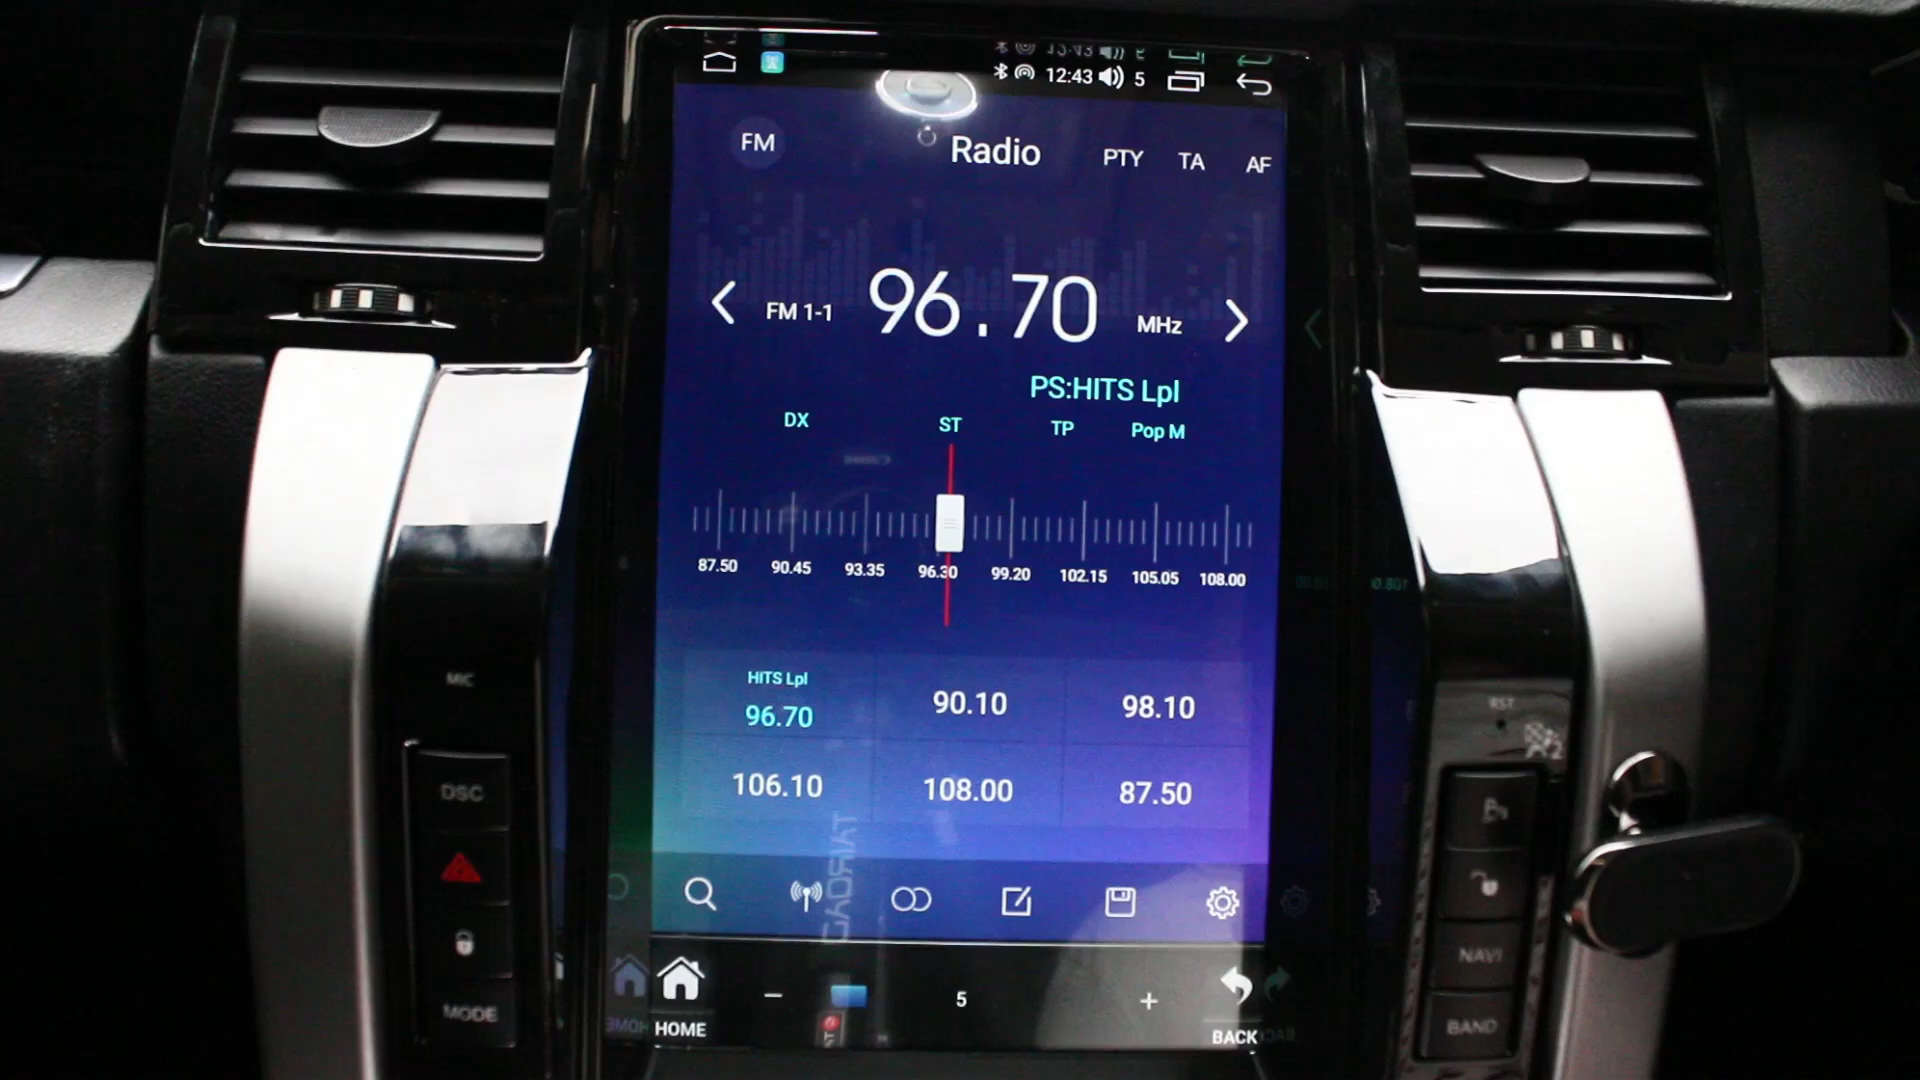 12:43 5
FM Radio PTY TA AF
FM 1-1 96.70 MHz
PS:HITS Lpl
DX ST TP Pop M
87.50 90.45 93.35 96.30 99.20 102.15 105.05 108.00
HITS Lpl
96.70 90.10 98.10
106.10 108.00 87.50
5
HOME BACK
MIC
DSC
MODE
RST
NAVI
BAND